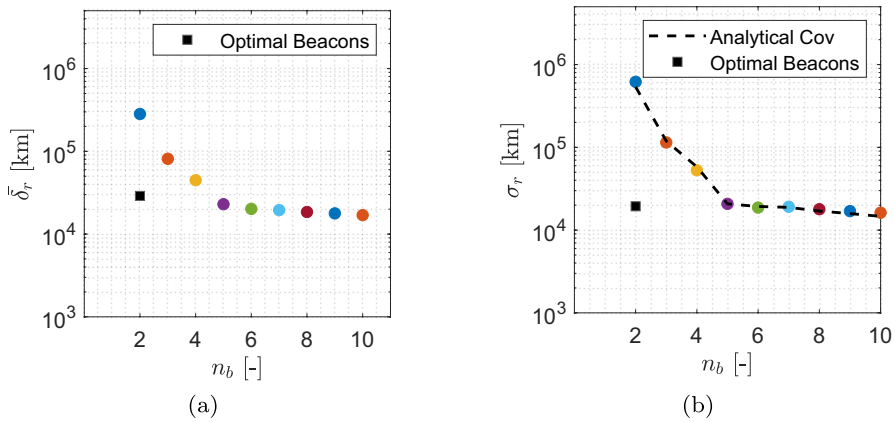 Optimal Beacons
10^6
10^5
10^4
10^3
\bar{δ}_r [km]
2 4 6 8 10
n_b [-]
(a)
Analytical Cov
Optimal Beacons
10^6
10^5
10^4
10^3
σ_r [km]
2 4 6 8 10
n_b [-]
(b)